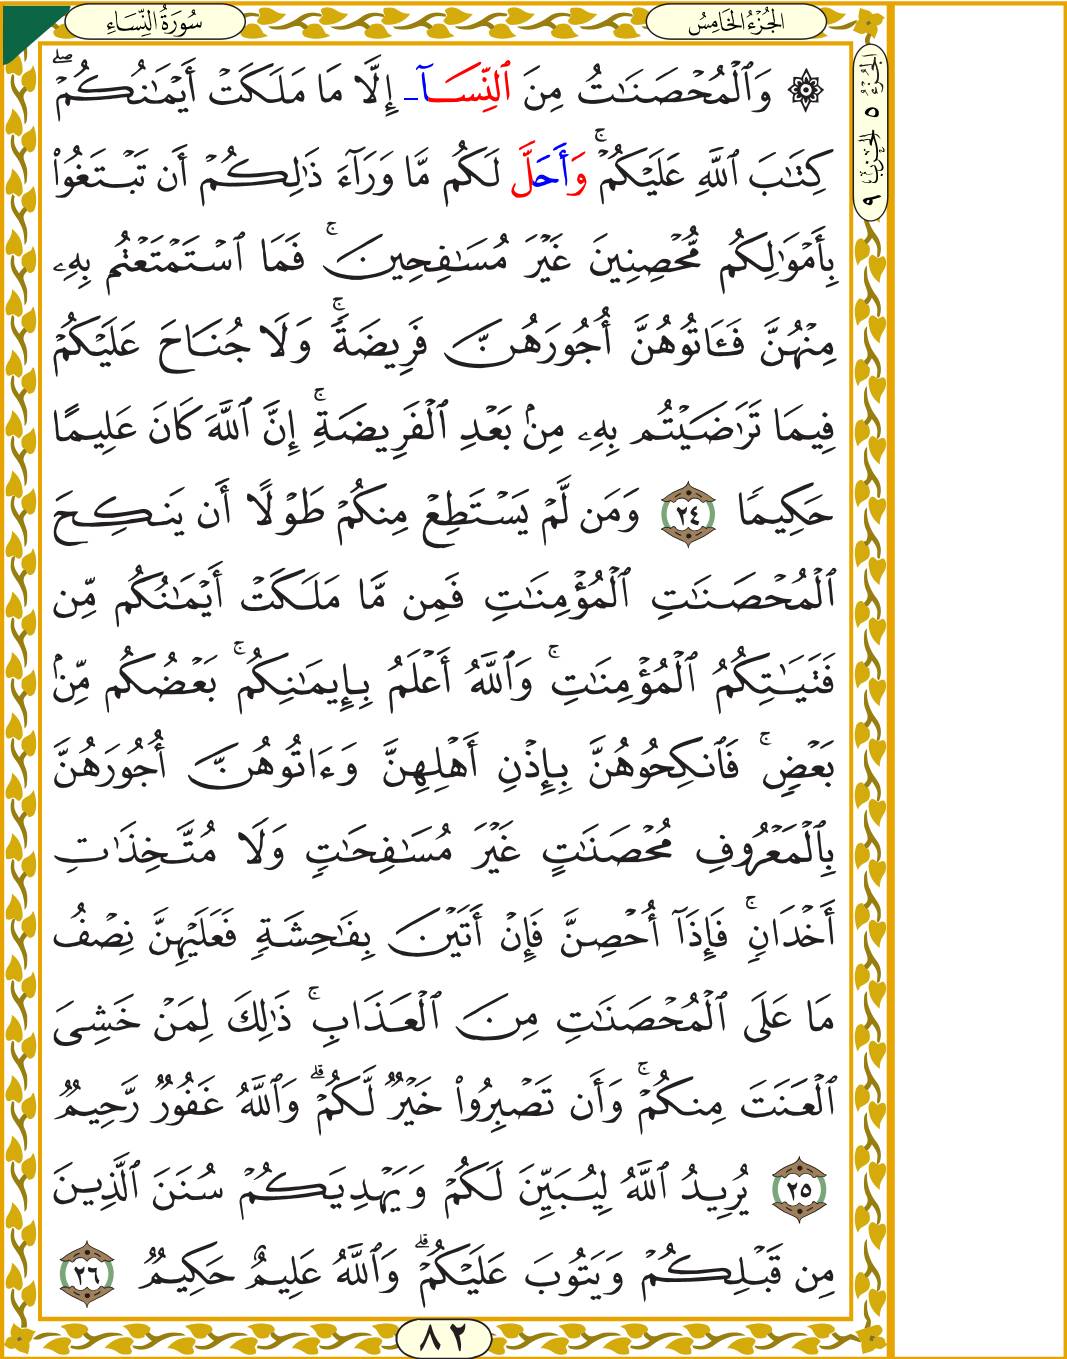 سُورَةُ النِّسَاءِ
الجُزْءُ الخَامِسُ
۞ وَٱلْمُحْصَنَٰتُ مِنَ ٱلنِّسَآ إِلَّا مَا مَلَكَتْ أَيْمَٰنُكُمْ ۖ
كِتَٰبَ ٱللَّهِ عَلَيْكُمْ ۚ وَأَحَلَّ لَكُم مَّا وَرَآءَ ذَٰلِكُمْ أَن تَبْتَغُوا۟
بِأَمْوَٰلِكُم مُّحْصِنِينَ غَيْرَ مُسَٰفِحِينَ ۚ فَمَا ٱسْتَمْتَعْتُم بِهِۦ
مِنْهُنَّ فَـَٔاتُوهُنَّ أُجُورَهُنَّ فَرِيضَةً ۚ وَلَا جُنَاحَ عَلَيْكُمْ
فِيمَا تَرَٰضَيْتُم بِهِۦ مِنۢ بَعْدِ ٱلْفَرِيضَةِ ۚ إِنَّ ٱللَّهَ كَانَ عَلِيمًا
حَكِيمًا ٢٤ وَمَن لَّمْ يَسْتَطِعْ مِنكُمْ طَوْلًا أَن يَنكِحَ
ٱلْمُحْصَنَٰتِ ٱلْمُؤْمِنَٰتِ فَمِن مَّا مَلَكَتْ أَيْمَٰنُكُم مِّن
فَتَيَٰتِكُمُ ٱلْمُؤْمِنَٰتِ ۚ وَٱللَّهُ أَعْلَمُ بِإِيمَٰنِكُم ۚ بَعْضُكُم مِّنۢ
بَعْضٍ ۚ فَٱنكِحُوهُنَّ بِإِذْنِ أَهْلِهِنَّ وَءَاتُوهُنَّ أُجُورَهُنَّ
بِٱلْمَعْرُوفِ مُحْصَنَٰتٍ غَيْرَ مُسَٰفِحَٰتٍ وَلَا مُتَّخِذَٰتِ
أَخْدَانٍ ۚ فَإِذَآ أُحْصِنَّ فَإِنْ أَتَيْنَ بِفَٰحِشَةٍ فَعَلَيْهِنَّ نِصْفُ
مَا عَلَى ٱلْمُحْصَنَٰتِ مِنَ ٱلْعَذَابِ ۚ ذَٰلِكَ لِمَنْ خَشِىَ
ٱلْعَنَتَ مِنكُمْ ۚ وَأَن تَصْبِرُوا۟ خَيْرٌ لَّكُمْ ۗ وَٱللَّهُ غَفُورٌ رَّحِيمٌ
٢٥ يُرِيدُ ٱللَّهُ لِيُبَيِّنَ لَكُمْ وَيَهْدِيَكُمْ سُنَنَ ٱلَّذِينَ
مِن قَبْلِكُمْ وَيَتُوبَ عَلَيْكُمْ ۗ وَٱللَّهُ عَلِيمٌ حَكِيمٌ ٢٦
الجُزْءُ ٥ الحِزْبُ ٩
٨٢